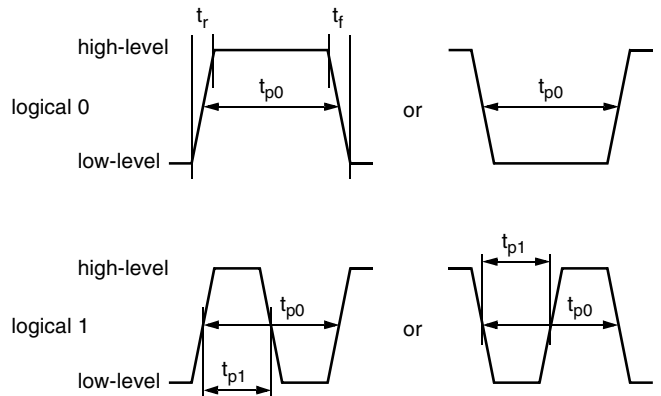 t_r t_f
high-level
t_p0 t_p0
logical 0 or
low-level
t_p1
high-level
t_p0 t_p0
logical 1 or
t_p1
low-level